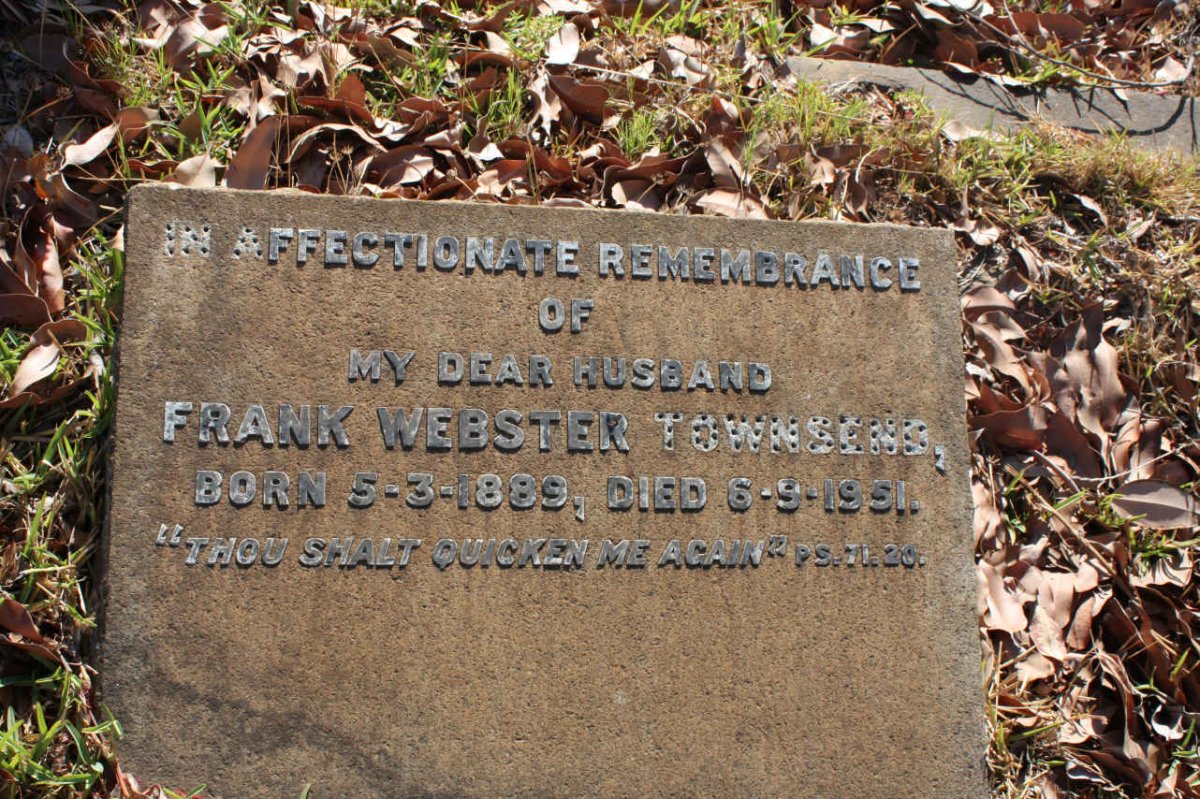 IN AFFECTIONATE REMEMBRANCE
OF
MY DEAR HUSBAND
FRANK WEBSTER TOWNSEND,
BORN 5-3-1889, DIED 6-9-1951.
"THOU SHALT QUICKEN ME AGAIN" PS. 71. 20.